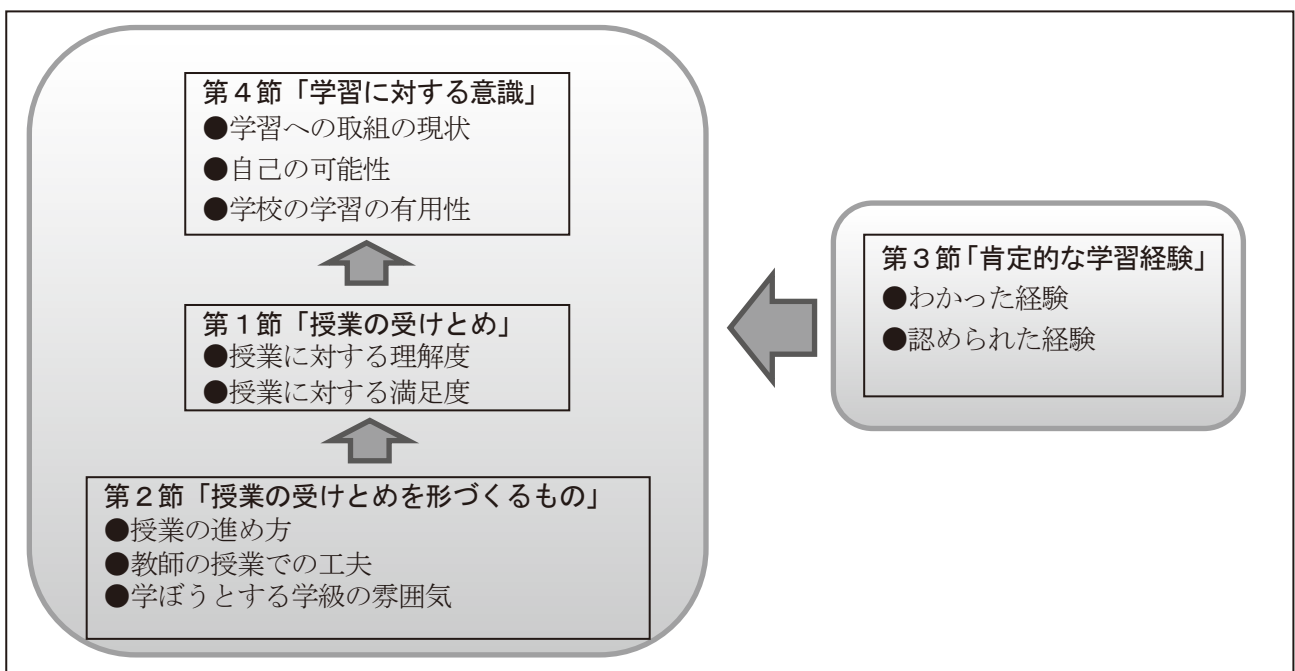 第４節「学習に対する意識」
●学習への取組の現状
●自己の可能性
●学校の学習の有用性
第１節「授業の受けとめ」
●授業に対する理解度
●授業に対する満足度
第２節「授業の受けとめを形づくるもの」
●授業の進め方
●教師の授業での工夫
●学ぼうとする学級の雰囲気
第３節「肯定的な学習経験」
●わかった経験
●認められた経験